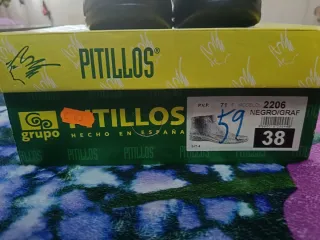 PITILLOS®
grupo
PITILLOS
HECHO EN ESPAÑA
P.V.P.
2206
NEGRO/GRAF
59
38